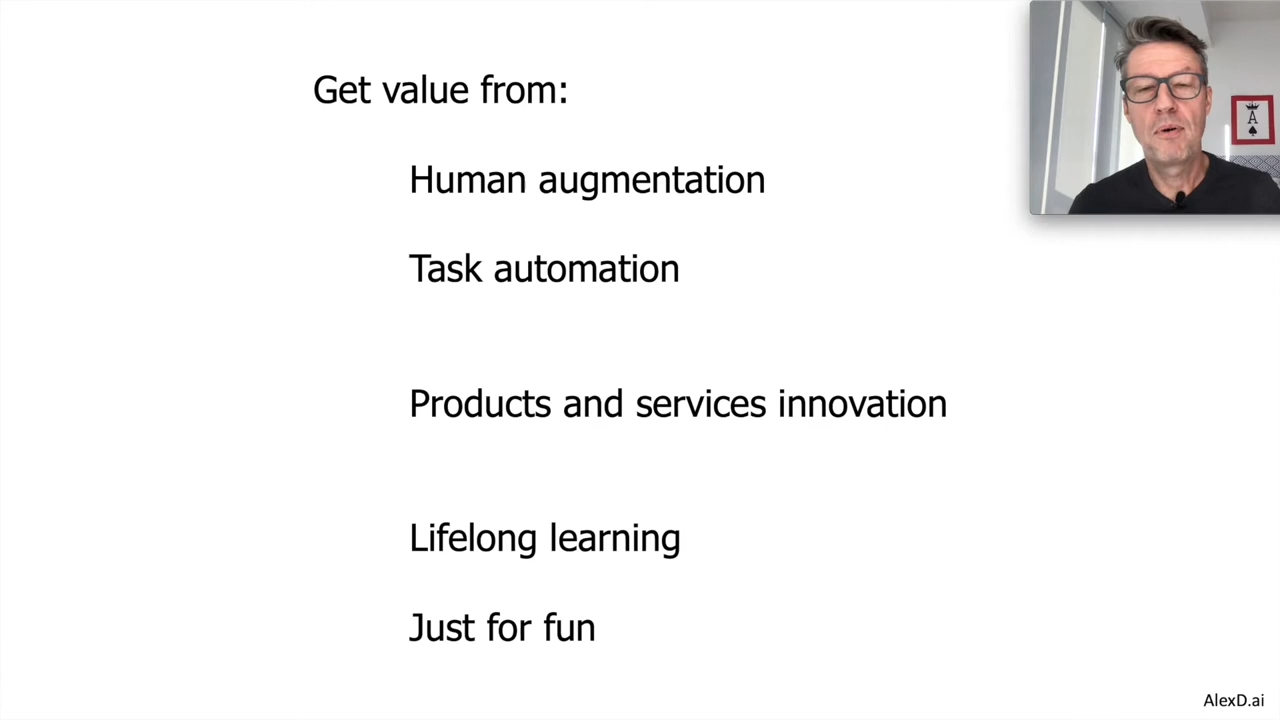 Get value from:
Human augmentation
Task automation
Products and services innovation
Lifelong learning
Just for fun
A
AlexD.ai